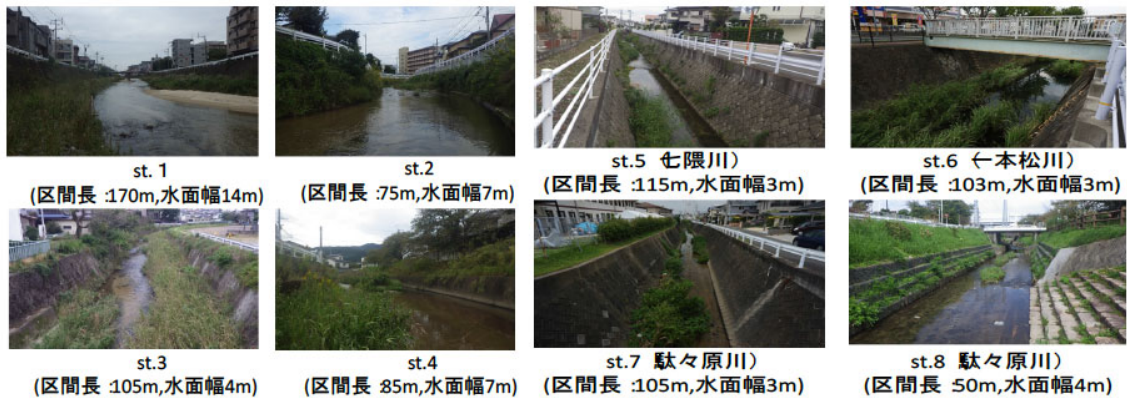 st. 1
(区間長 :170m,水面幅14m)
st.2
(区間長 :75m,水面幅7m)
st.5 七隈川）
(区間長 :115m,水面幅3m)
st.6 一本松川）
(区間長 :103m,水面幅3m)
st.3
(区間長 :105m,水面幅4m)
st.4
(区間長 :85m,水面幅7m)
st.7 駄々原川）
(区間長 :105m,水面幅3m)
st.8 駄々原川）
(区間長 :50m,水面幅4m)